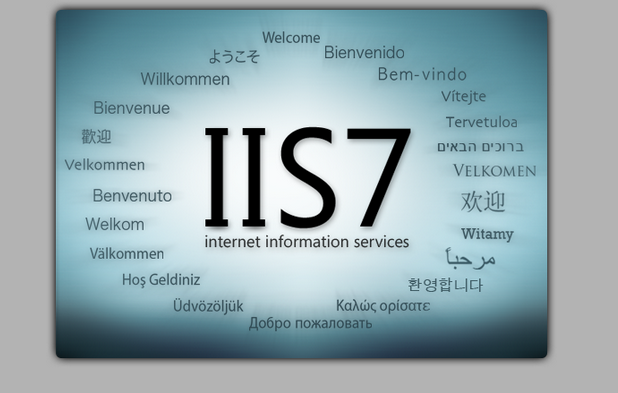 Welcome
ようこそ
Bienvenido
Willkommen
Bem-vindo
Bienvenue
Vítejte
歡迎
Tervetuloa
ברוכים הבאים
Velkommen
VELKOMEN
IIS7
Benvenuto
欢迎
Welkom
Witamy
internet information services
Välkommen
مرحباً
Hoş Geldiniz
환영합니다
Üdvözöljük
Καλώς ορίσατε
Добро пожаловать